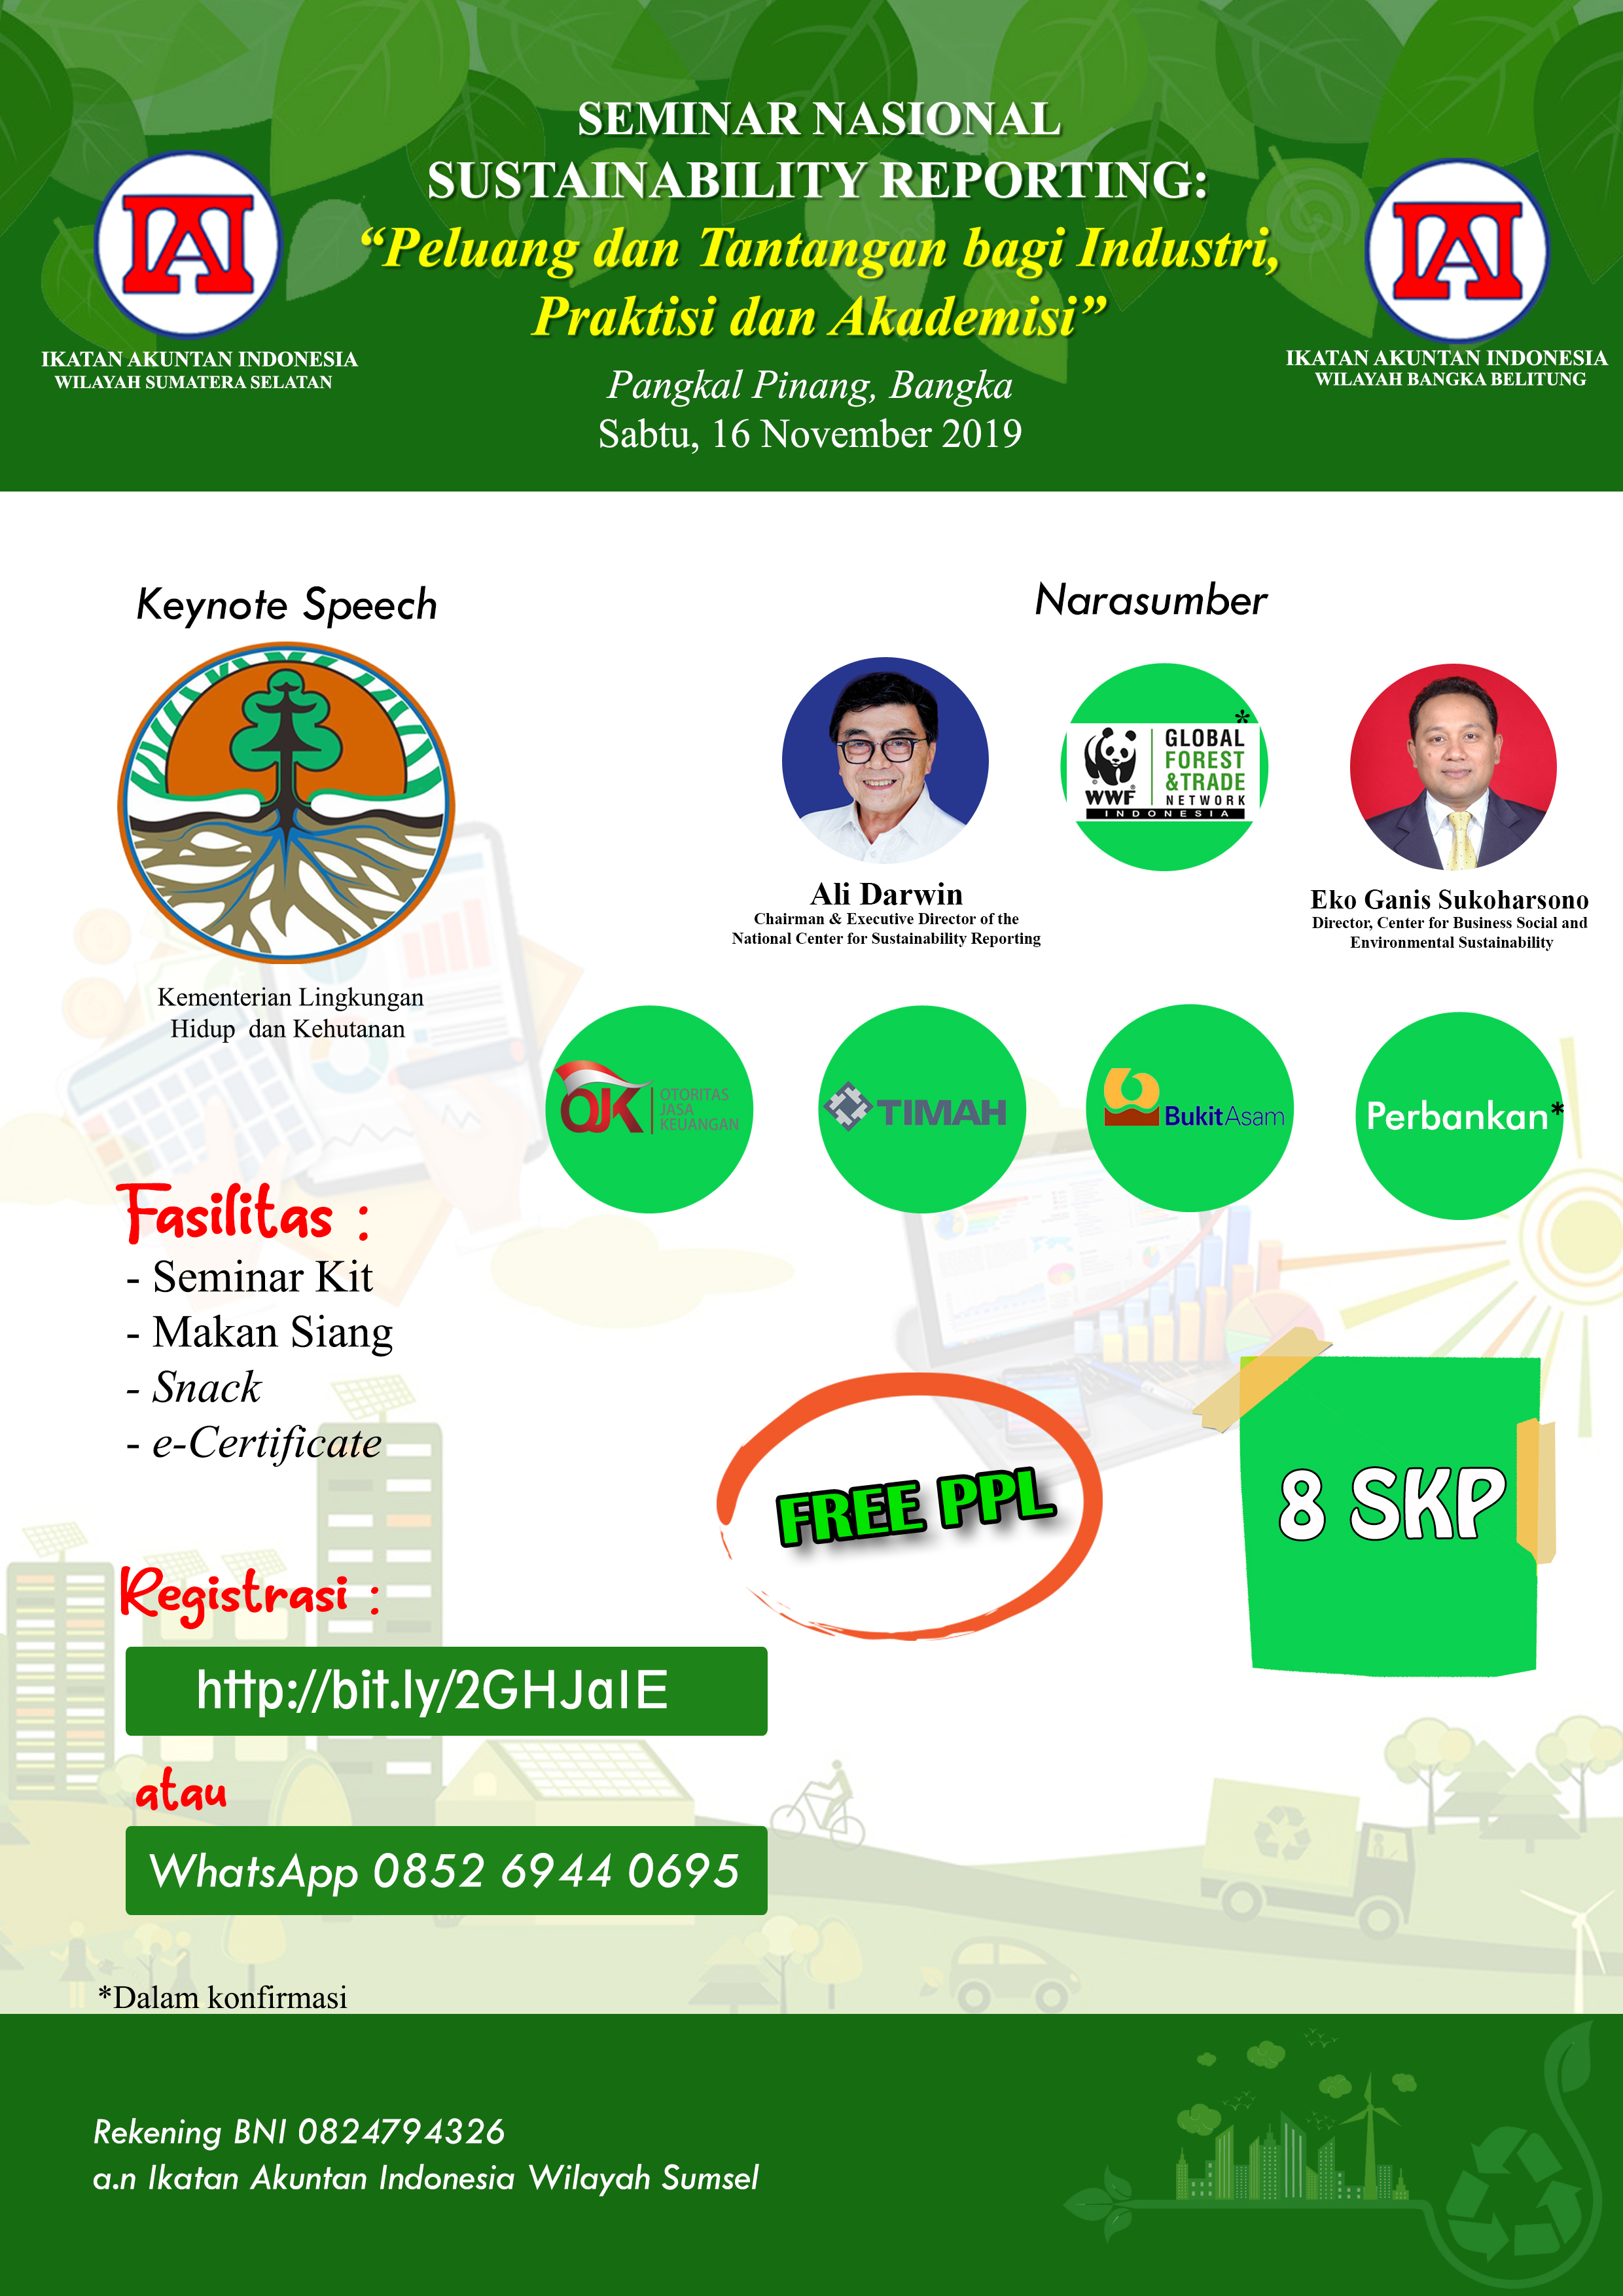 SEMINAR NASIONAL
SUSTAINABILITY REPORTING:
“Peluang dan Tantangan bagi Industri,
Praktisi dan Akademisi”
Pangkal Pinang, Bangka
Sabtu, 16 November 2019
IAI
IKATAN AKUNTAN INDONESIA
WILAYAH SUMATERA SELATAN
IAI
IKATAN AKUNTAN INDONESIA
WILAYAH BANGKA BELITUNG
Keynote Speech
Kementerian Lingkungan
Hidup dan Kehutanan
Narasumber
Ali Darwin
Chairman & Executive Director of the
National Center for Sustainability Reporting
*
WWF
GLOBAL
FOREST
&TRADE
NETWORK
INDONESIA
Eko Ganis Sukoharsono
Director, Center for Business Social and
Environmental Sustainability
OJK
OTORITAS
JASA
KEUANGAN
TIMAH
BukitAsam
Perbankan*
Fasilitas :
- Seminar Kit
- Makan Siang
- Snack
- e-Certificate
FREE PPL
8 SKP
Registrasi :
http://bit.ly/2GHJaIE
atau
WhatsApp 0852 6944 0695
*Dalam konfirmasi
Rekening BNI 0824794326
a.n Ikatan Akuntan Indonesia Wilayah Sumsel